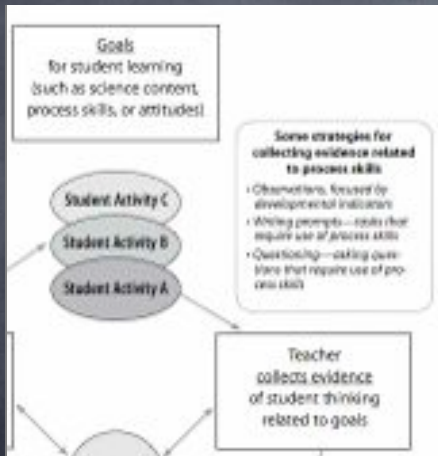 Goals
for student learning
(such as science content,
process skills, or attitudes)
Some strategies for
collecting evidence related
to process skills
• Observations, focused by
developmental indicators
• Writing prompts—tasks that
require use of process skills
• Questioning—asking ques-
tions that require use of pro-
cess skills
Student Activity C
Student Activity B
Student Activity A
Teacher
collects evidence
of student thinking
related to goals